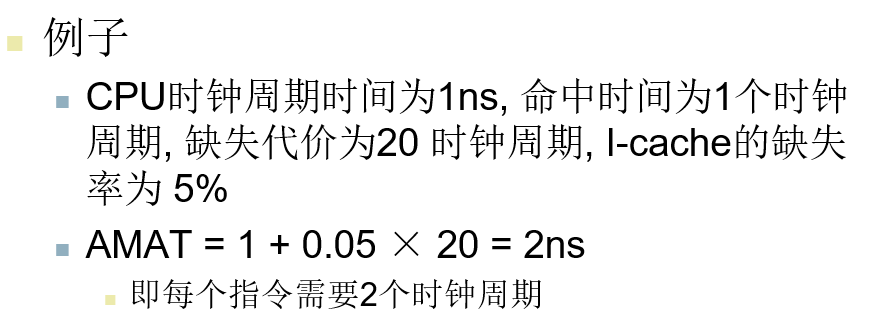 例子
CPU时钟周期时间为1ns, 命中时间为1个时钟
周期, 缺失代价为20 时钟周期, I-cache的缺失
率为 5%
AMAT = 1 + 0.05 × 20 = 2ns
即每个指令需要2个时钟周期